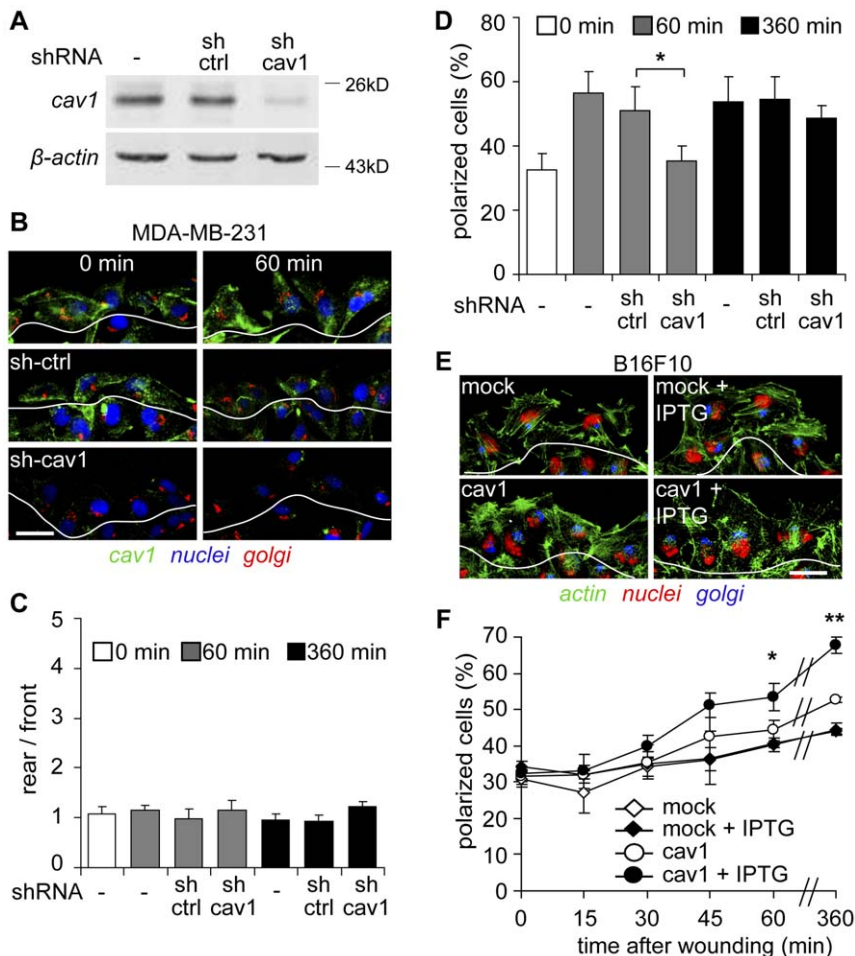 A
shRNA - sh ctrl sh cav1
cav1
26kD
β-actin
43kD
B
MDA-MB-231
0 min 60 min
sh-ctrl
sh-cav1
cav1 nuclei golgi
C
5
4
3
2
1
0
rear / front
0 min 60 min 360 min
shRNA - - sh ctrl sh cav1 - sh ctrl sh cav1
D
80
60
40
20
0
polarized cells (%)
0 min 60 min 360 min
*
shRNA - - sh ctrl sh cav1 - sh ctrl sh cav1
E
B16F10
mock mock + IPTG
cav1 cav1 + IPTG
actin nuclei golgi
F
70
60
50
40
30
20
10
0
polarized cells (%)
* **
mock
mock + IPTG
cav1
cav1 + IPTG
0 15 30 45 60 // 360
time after wounding (min)